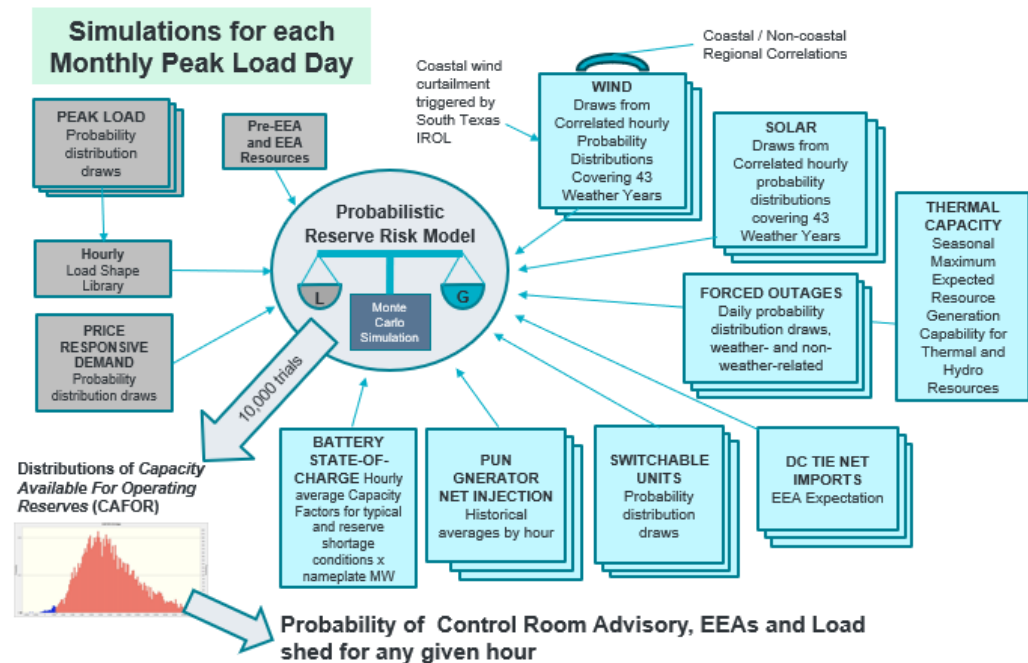 Simulations for each
Monthly Peak Load Day
Coastal / Non-coastal
Regional Correlations
Coastal wind
curtailment
triggered by
South Texas
IROL
PEAK LOAD
Probability
distribution
draws
Pre-EEA
and EEA
Resources
WIND
Draws from
Correlated hourly
Probability
Distributions
Covering 43
Weather Years
SOLAR
Draws from
Correlated hourly
probability
distributions
covering 43
Weather Years
THERMAL
CAPACITY
Seasonal
Maximum
Expected
Resource
Generation
Capability for
Thermal and
Hydro
Resources
Probabilistic
Reserve Risk Model
L
G
Monte
Carlo
Simulation
Hourly
Load Shape
Library
FORCED OUTAGES
Daily probability
distribution draws,
weather- and non-
weather-related
PRICE
RESPONSIVE
DEMAND
Probability
distribution draws
10,000 trials
BATTERY
STATE-OF-
CHARGE Hourly
average Capacity
Factors for typical
and reserve
shortage
conditions x
nameplate MW
PUN
GNERATOR
NET INJECTION
Historical
averages by hour
SWITCHABLE
UNITS
Probability
distribution
draws
DC TIE NET
IMPORTS
EEA Expectation
Distributions of Capacity
Available For Operating
Reserves (CAFOR)
Probability of Control Room Advisory, EEAs and Load
shed for any given hour